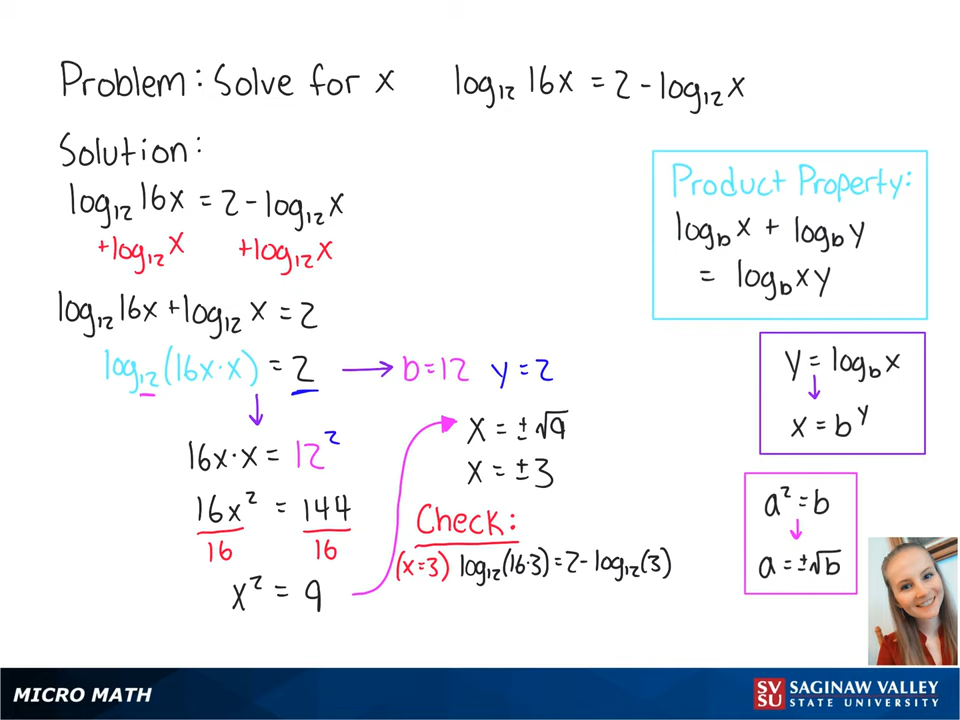 Problem: Solve for x log₁₂ 16x = 2 - log₁₂ x
Solution:
log₁₂ 16x = 2 - log₁₂ x
+log₁₂ x +log₁₂ x
log₁₂ 16x + log₁₂ x = 2
log₁₂ (16x·x) = 2 → b=12 y=2
↓
16x·x = 12²
16x² = 144
16 16
x² = 9
x = ±√9
x = ±3
Check:
(x=3) log₁₂(16·3) = 2 - log₁₂(3)
Product Property:
log_b x + log_b y
= log_b xy
y = log_b x
↓
x = b^y
a² = b
↓
a = ±√b
MICRO MATH
SV SU SAGINAW VALLEY
STATE UNIVERSITY